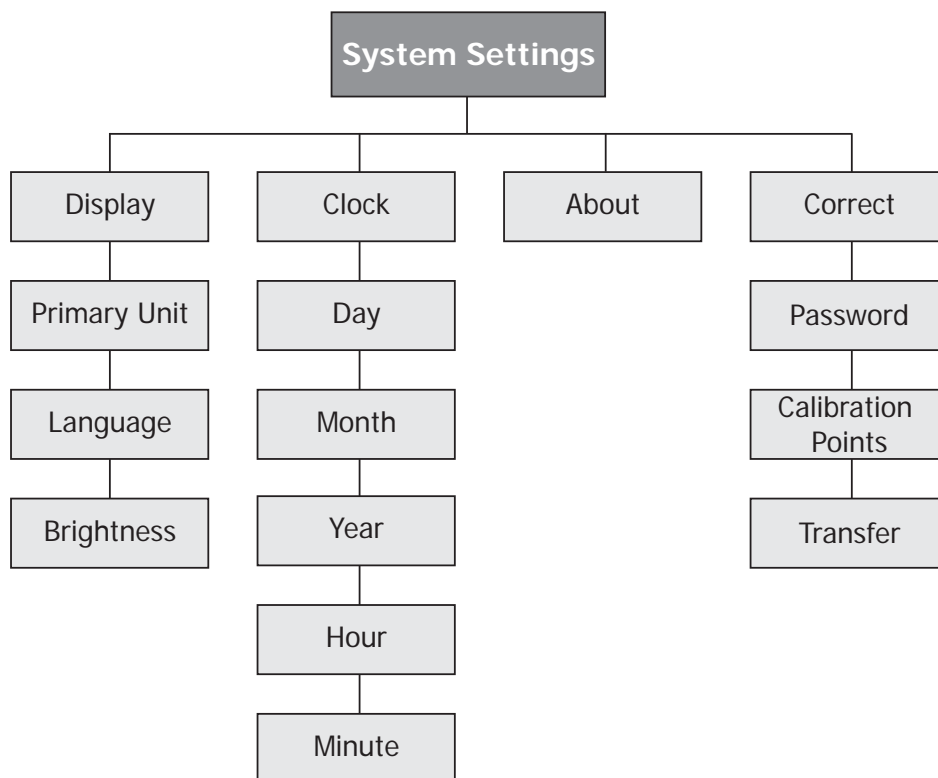 System Settings
Display
Clock
About
Correct
Primary Unit
Day
Password
Language
Month
Calibration
Points
Brightness
Year
Transfer
Hour
Minute